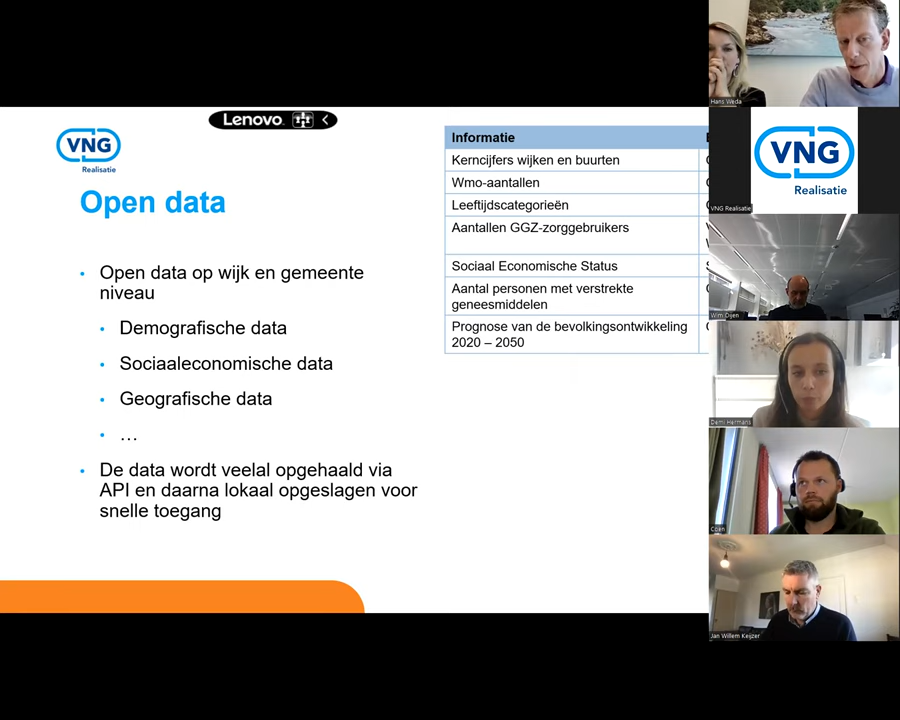 Lenovo
VNG
Realisatie
Open data
• Open data op wijk en gemeente
niveau
• Demografische data
• Sociaaleconomische data
• Geografische data
• …
• De data wordt veelal opgehaald via
API en daarna lokaal opgeslagen voor
snelle toegang
Informatie
Kerncijfers wijken en buurten
Wmo-aantallen
Leeftijdscategorieën
Aantallen GGZ-zorggebruikers
Sociaal Economische Status
Aantal personen met verstrekte
geneesmiddelen
Prognose van de bevolkingsontwikkeling
2020 – 2050
Hans Weda
VNG
Realisatie
VNG Realisatie
Wim Dijen
Demi Hermans
Coen
Jan Willem Keijzer